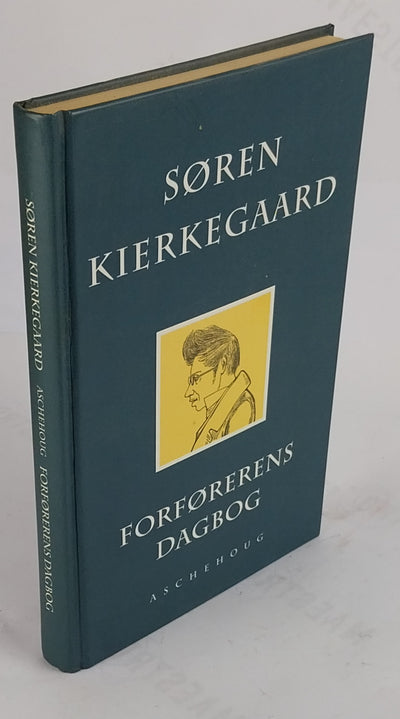 SØREN
KIERKEGAARD
FORFØRERENS
DAGBOG
ASCHEHOUG
SØREN KIERKEGAARD ASCHEHOUG FORFØRERENS DAGBOG